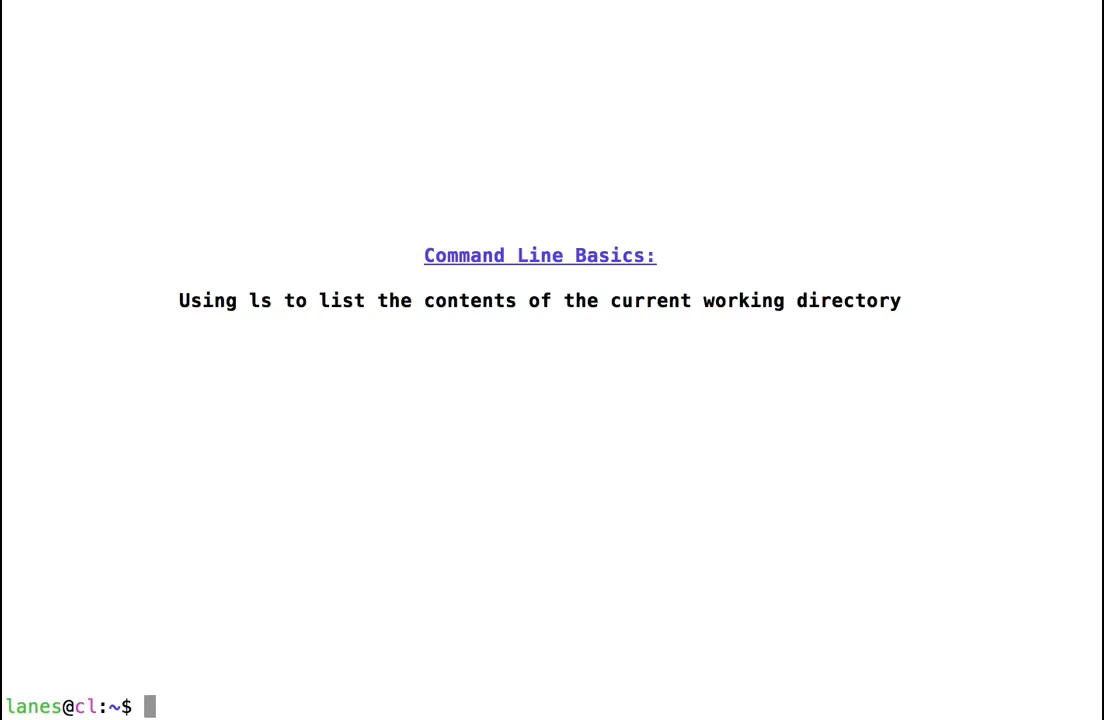 Command Line Basics:
Using ls to list the contents of the current working directory
lanes@cl:~$